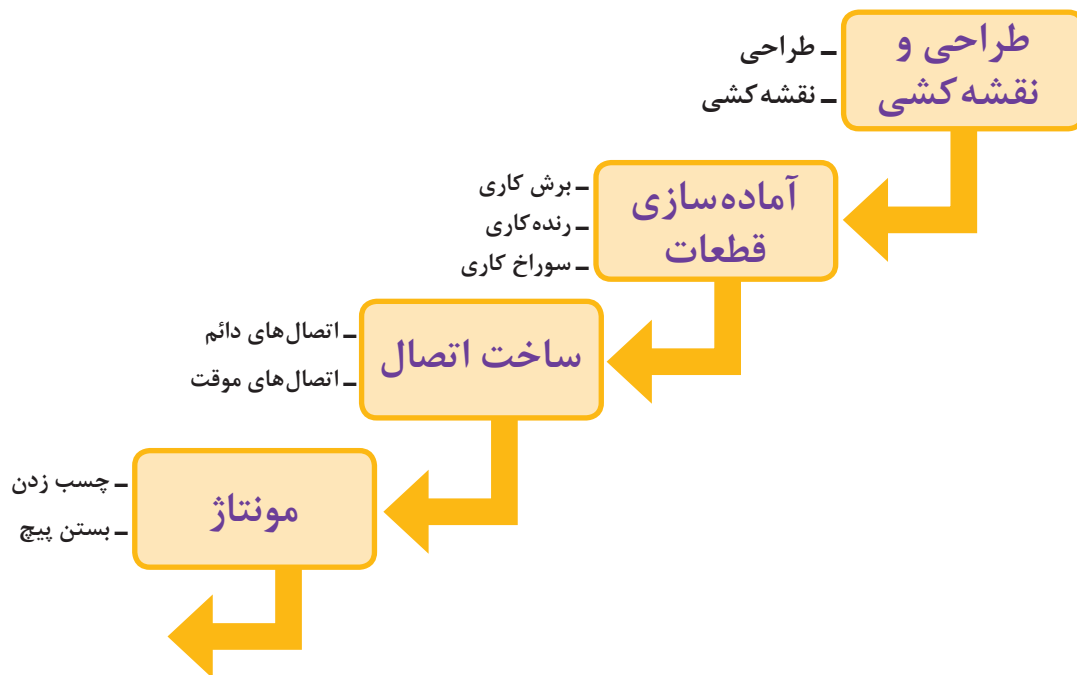 طراحی و
نقشه‌کشی
ـ طراحی
ـ نقشه‌کشی
آماده‌سازی
قطعات
ـ برش کاری
ـ رنده‌کاری
ـ سوراخ کاری
ساخت اتصال
ـ اتصال‌های دائم
ـ اتصال‌های موقت
مونتاژ
ـ چسب زدن
ـ بستن پیچ